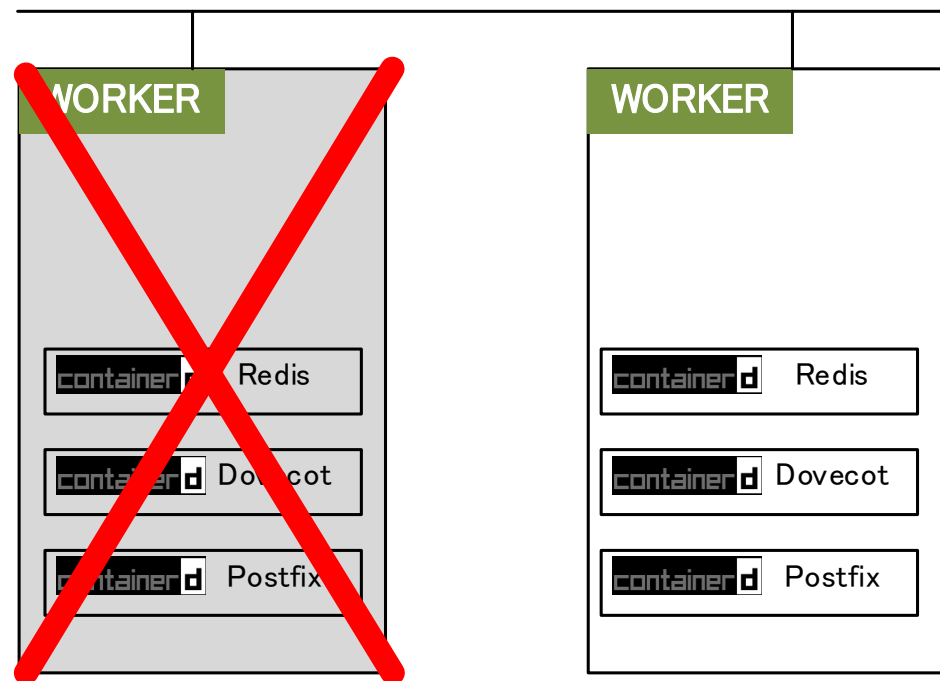 WORKER
containerd Redis
containerd Dovecot
containerd Postfix
WORKER
containerd Redis
containerd Dovecot
containerd Postfix